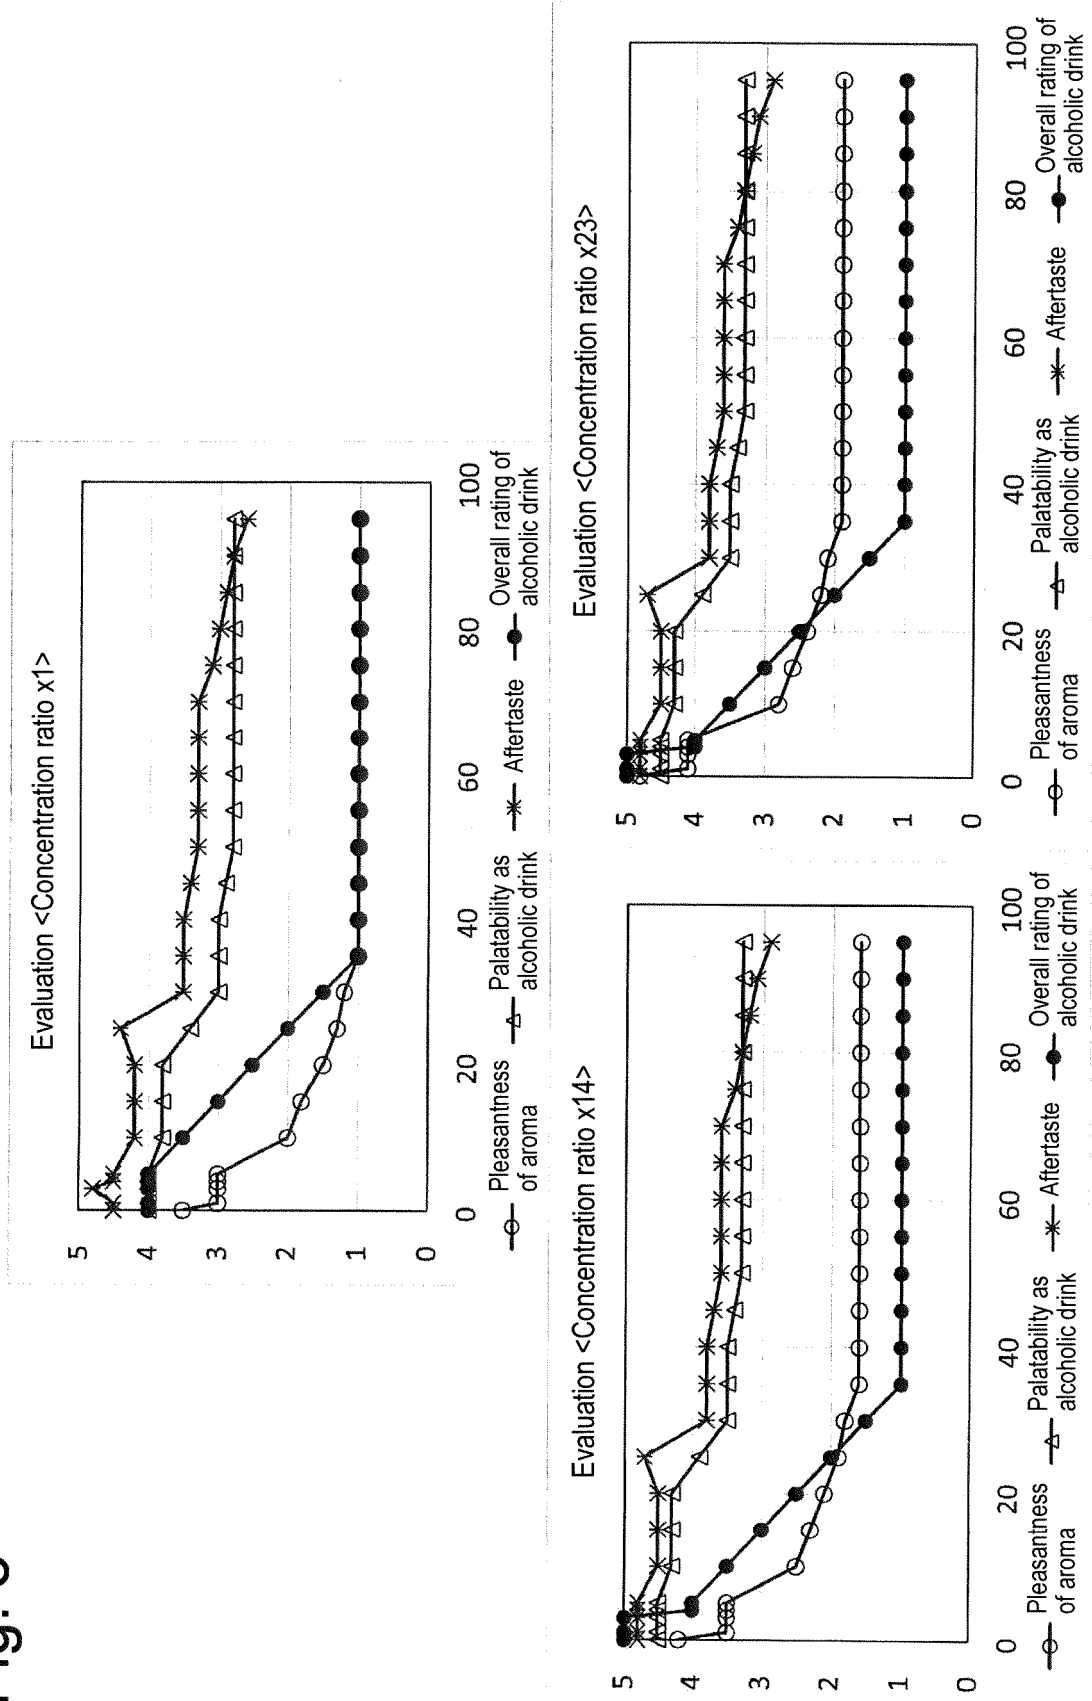 Evaluation <Concentration ratio x1>
5
4
3
2
1
0
0 20 40 60 80 100
Pleasantness of aroma
Palatability as alcoholic drink
Aftertaste
Overall rating of alcoholic drink
Evaluation <Concentration ratio x14>
5
4
3
2
1
0
0 20 40 60 80 100
Pleasantness of aroma
Palatability as alcoholic drink
Aftertaste
Overall rating of alcoholic drink
Evaluation <Concentration ratio x23>
5
4
3
2
1
0
0 20 40 60 80 100
Pleasantness of aroma
Palatability as alcoholic drink
Aftertaste
Overall rating of alcoholic drink